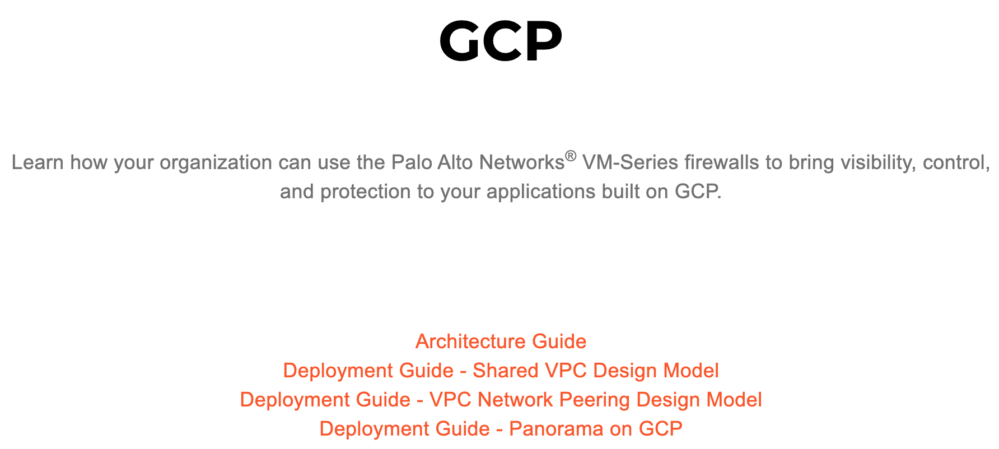 GCP
Learn how your organization can use the Palo Alto Networks® VM-Series firewalls to bring visibility, control,
and protection to your applications built on GCP.
Architecture Guide
Deployment Guide - Shared VPC Design Model
Deployment Guide - VPC Network Peering Design Model
Deployment Guide - Panorama on GCP